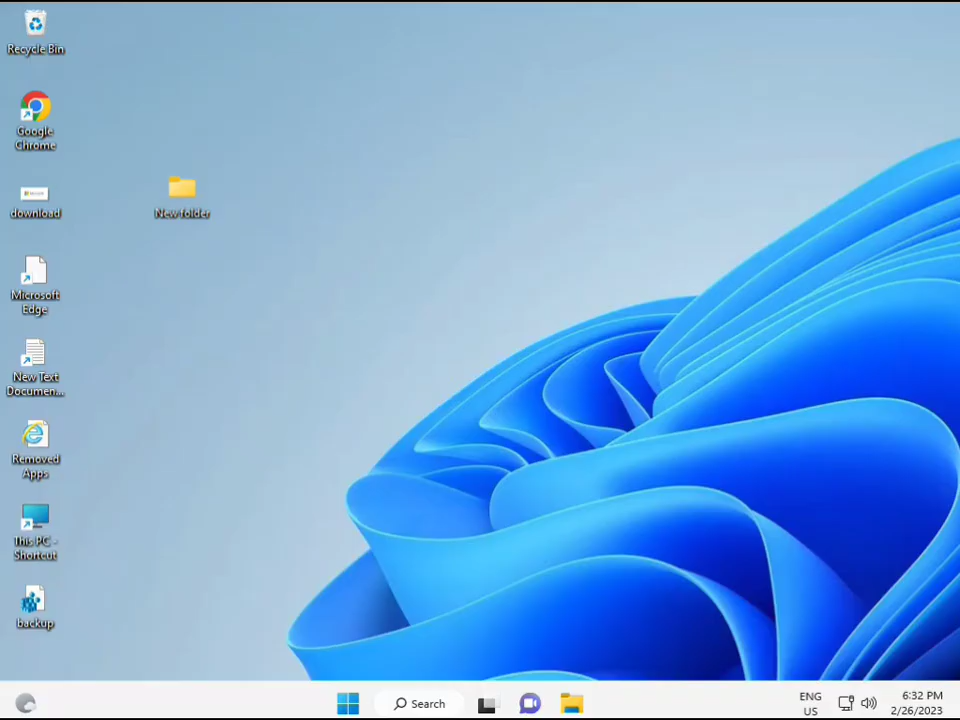 Recycle Bin
Google
Chrome
download
New folder
Microsoft
Edge
New Text
Documen...
Removed
Apps
This PC -
Shortcut
backup
Search
ENG
US
6:32 PM
2/26/2023